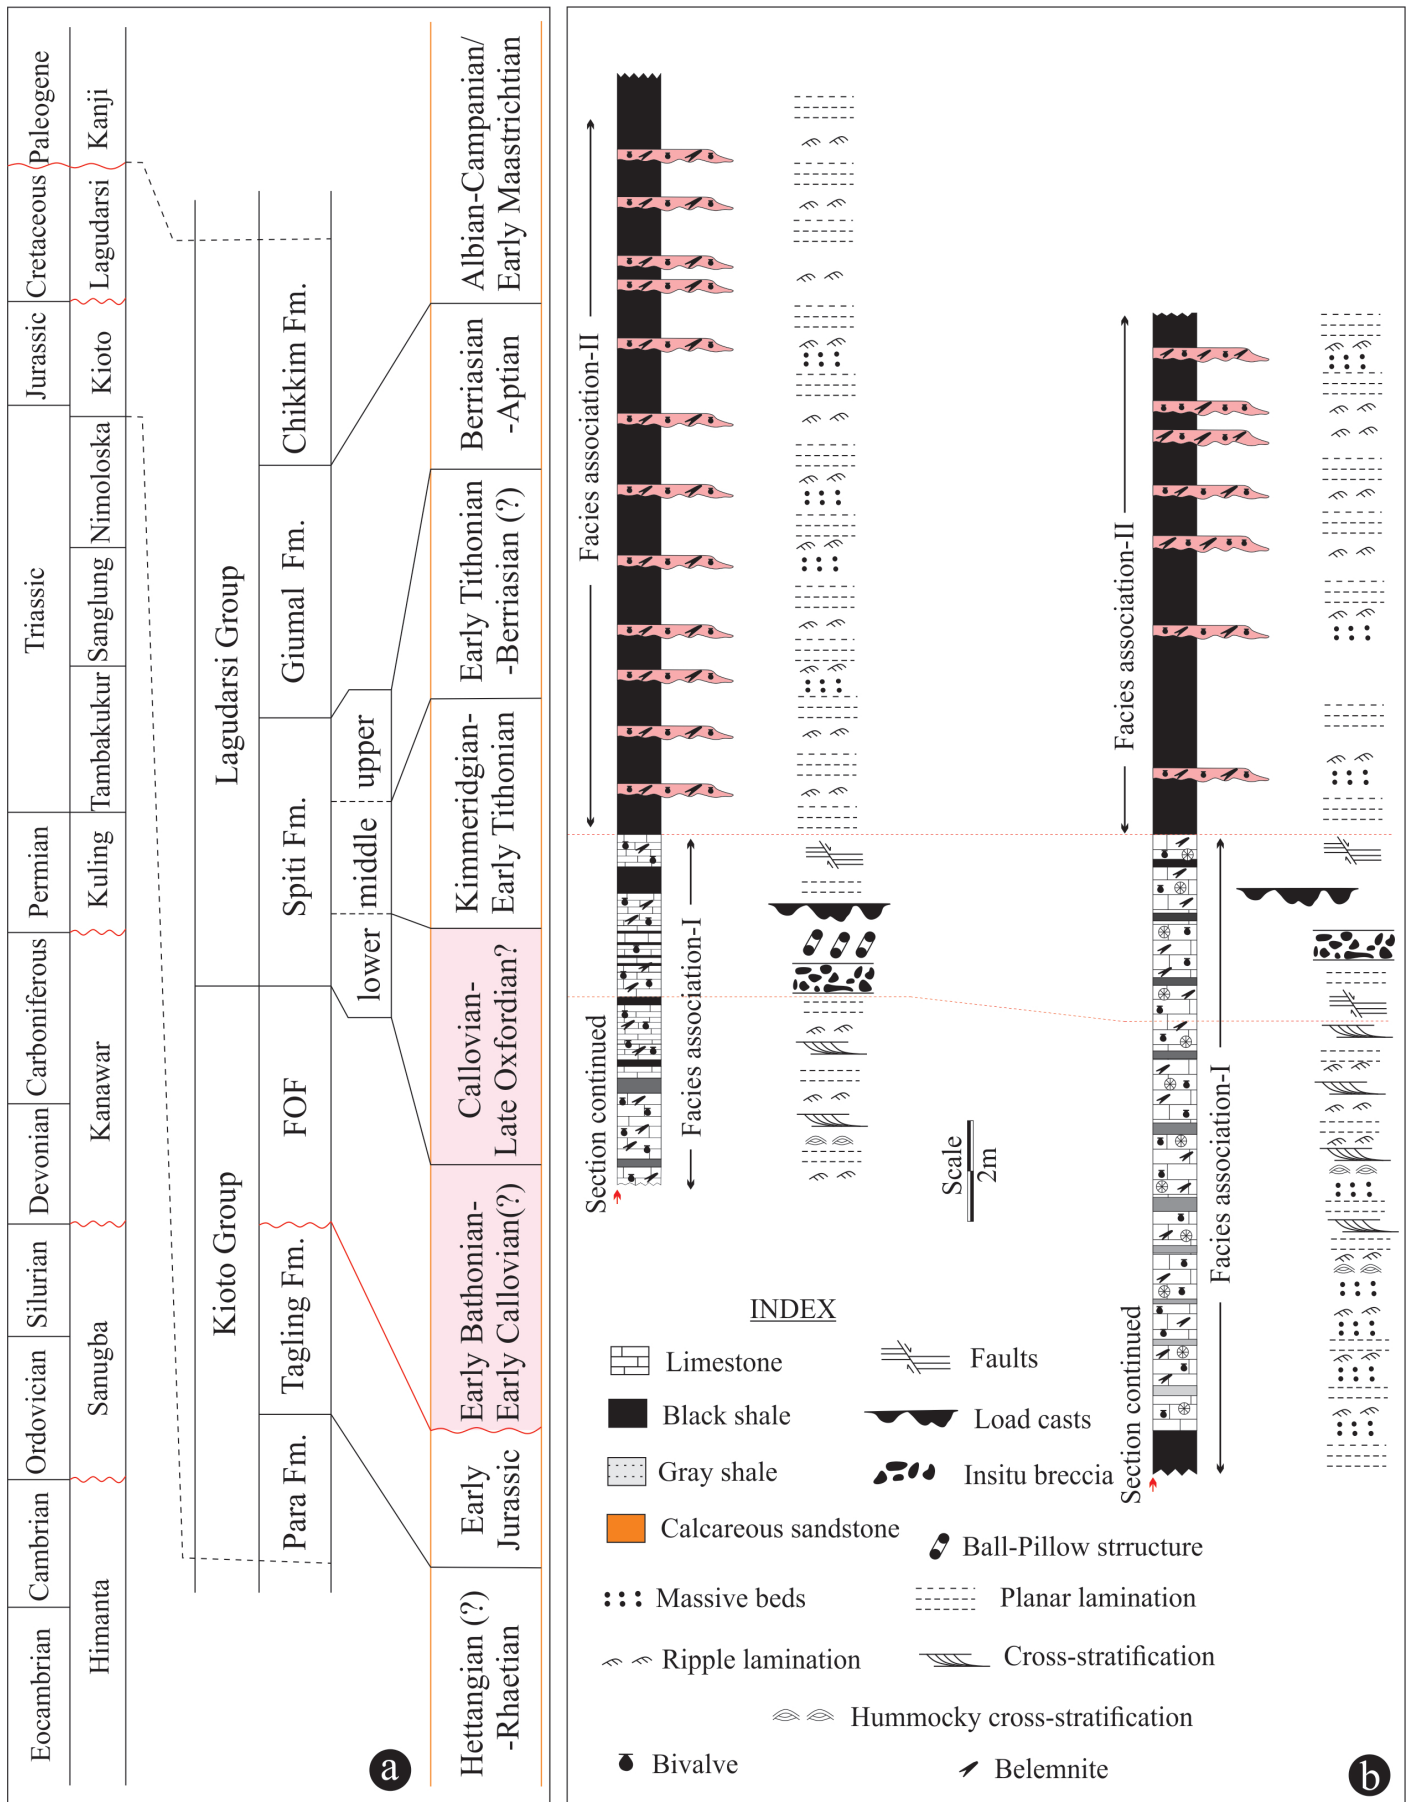 Paleogene
Cretaceous
Jurassic
Triassic
Permian
Carboniferous
Devonian
Silurian
Ordovician
Cambrian
Eocambrian
Kanji
Lagudarsi
Kioto
Nimoloska
Sanglung
Tambakukur
Kuling
Kanawar
Sanugba
Himanta
Lagudarsi Group
Kioto Group
Chikkim Fm.
Giumal Fm.
Spiti Fm.
FOF
Tagling Fm.
Para Fm.
upper
middle
lower
Albian-Campanian/
Early Maastrichtian
Berriasian
-Aptian
Early Tithonian
-Berriasian (?)
Kimmeridgian-
Early Tithonian
Callovian-
Late Oxfordian?
Early Bathonian-
Early Callovian(?)
Early
Jurassic
Hettangian (?)
-Rhaetian
a
Facies association-II
Facies association-I
Section continued
Scale
2m
Facies association-II
Facies association-I
Section continued
INDEX
Limestone
Faults
Black shale
Load casts
Gray shale
Insitu breccia
Calcareous sandstone
Ball-Pillow strructure
Massive beds
Planar lamination
Ripple lamination
Cross-stratification
Hummocky cross-stratification
Bivalve
Belemnite
b